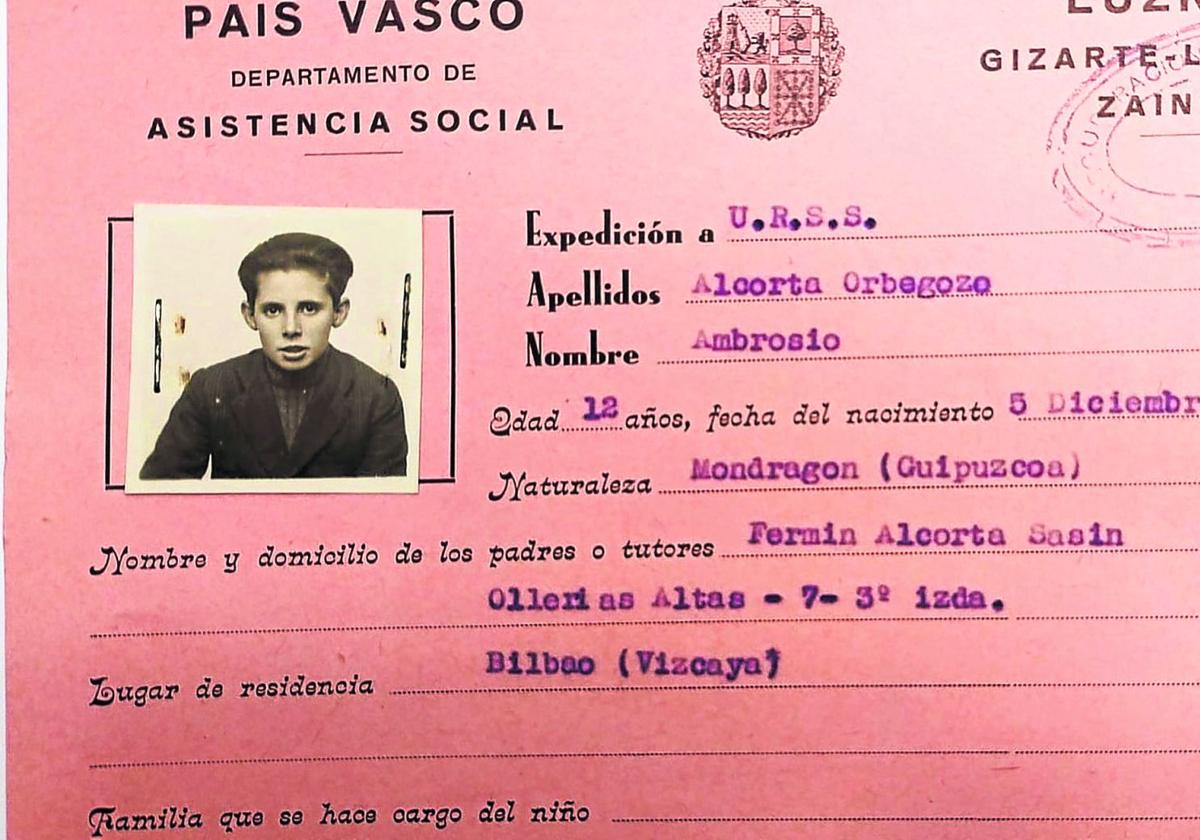 PAIS VASCO
DEPARTAMENTO DE
ASISTENCIA SOCIAL
GIZARTE-L
ZAIN
Expedición a U.R.S.S.
Apellidos Alcorta Orbegozo
Nombre Ambrosio
Edad 12 años, fecha del nacimiento 5 Diciembr
Naturaleza Mondragon (Guipuzcoa)
Nombre y domicilio de los padres o tutores Fermin Alcorta Sasin
Ollerias Altas - 7- 3º izda.
Bilbao (Vizcaya)
Lugar de residencia
Familia que se hace cargo del niño